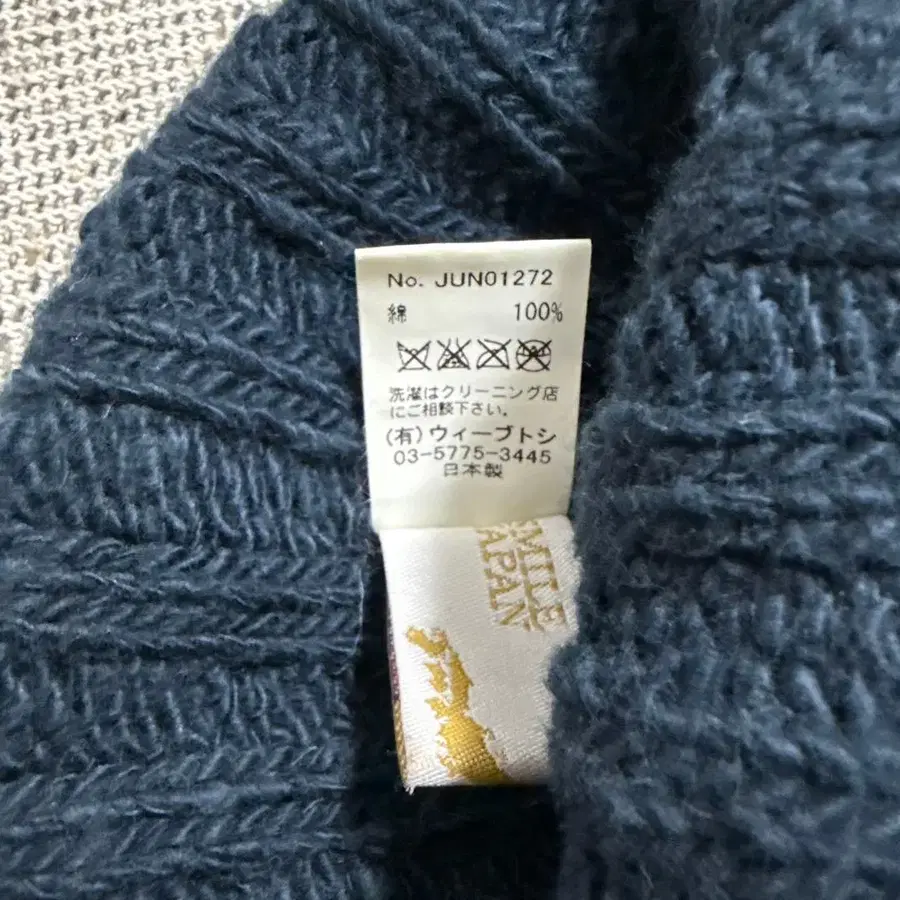 No. JUN01272
綿 100%
洗濯はクリーニング店
にご相談下さい。
(有)ウィーブトシ
03-5775-3445
日本製
JAPAN